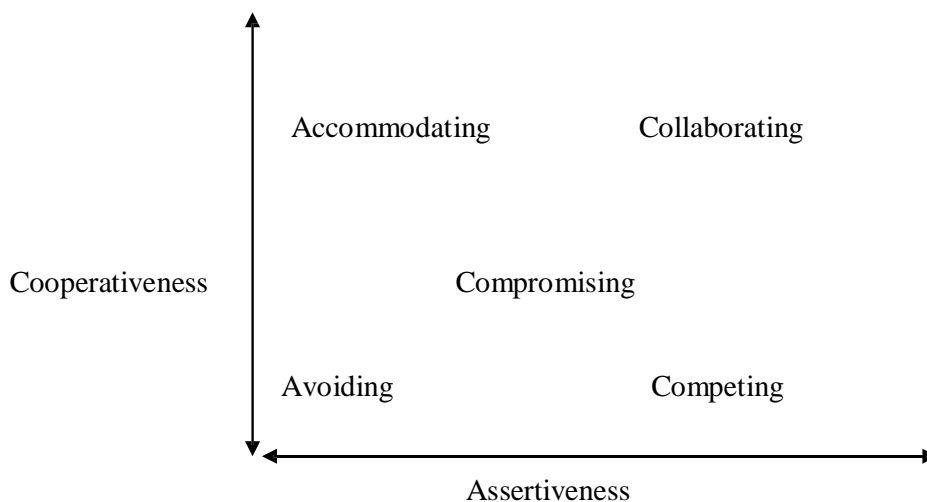 Accommodating Collaborating
Cooperativeness Compromising
Avoiding Competing
Assertiveness